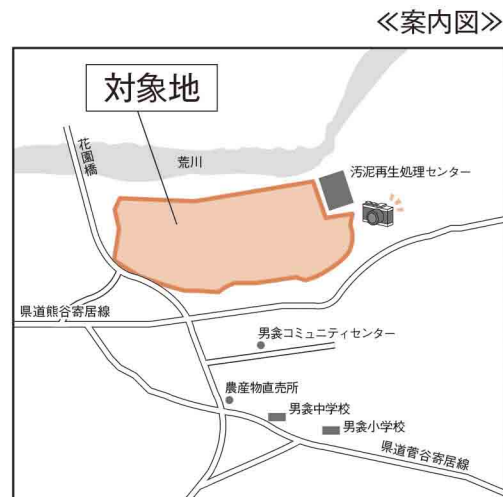 ≪案内図≫
対象地
花園橋
荒川
汚泥再生処理センター
県道熊谷寄居線
男衾コミュニティセンター
農産物直売所
男衾中学校
男衾小学校
県道菅谷寄居線